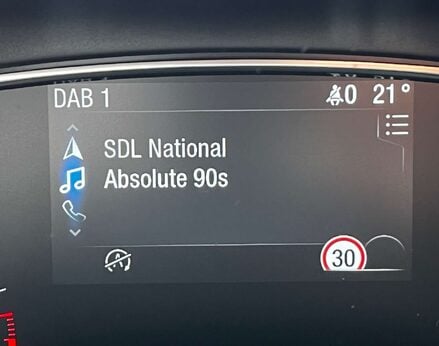 DAB 1
0 21°
SDL National
Absolute 90s
A
30